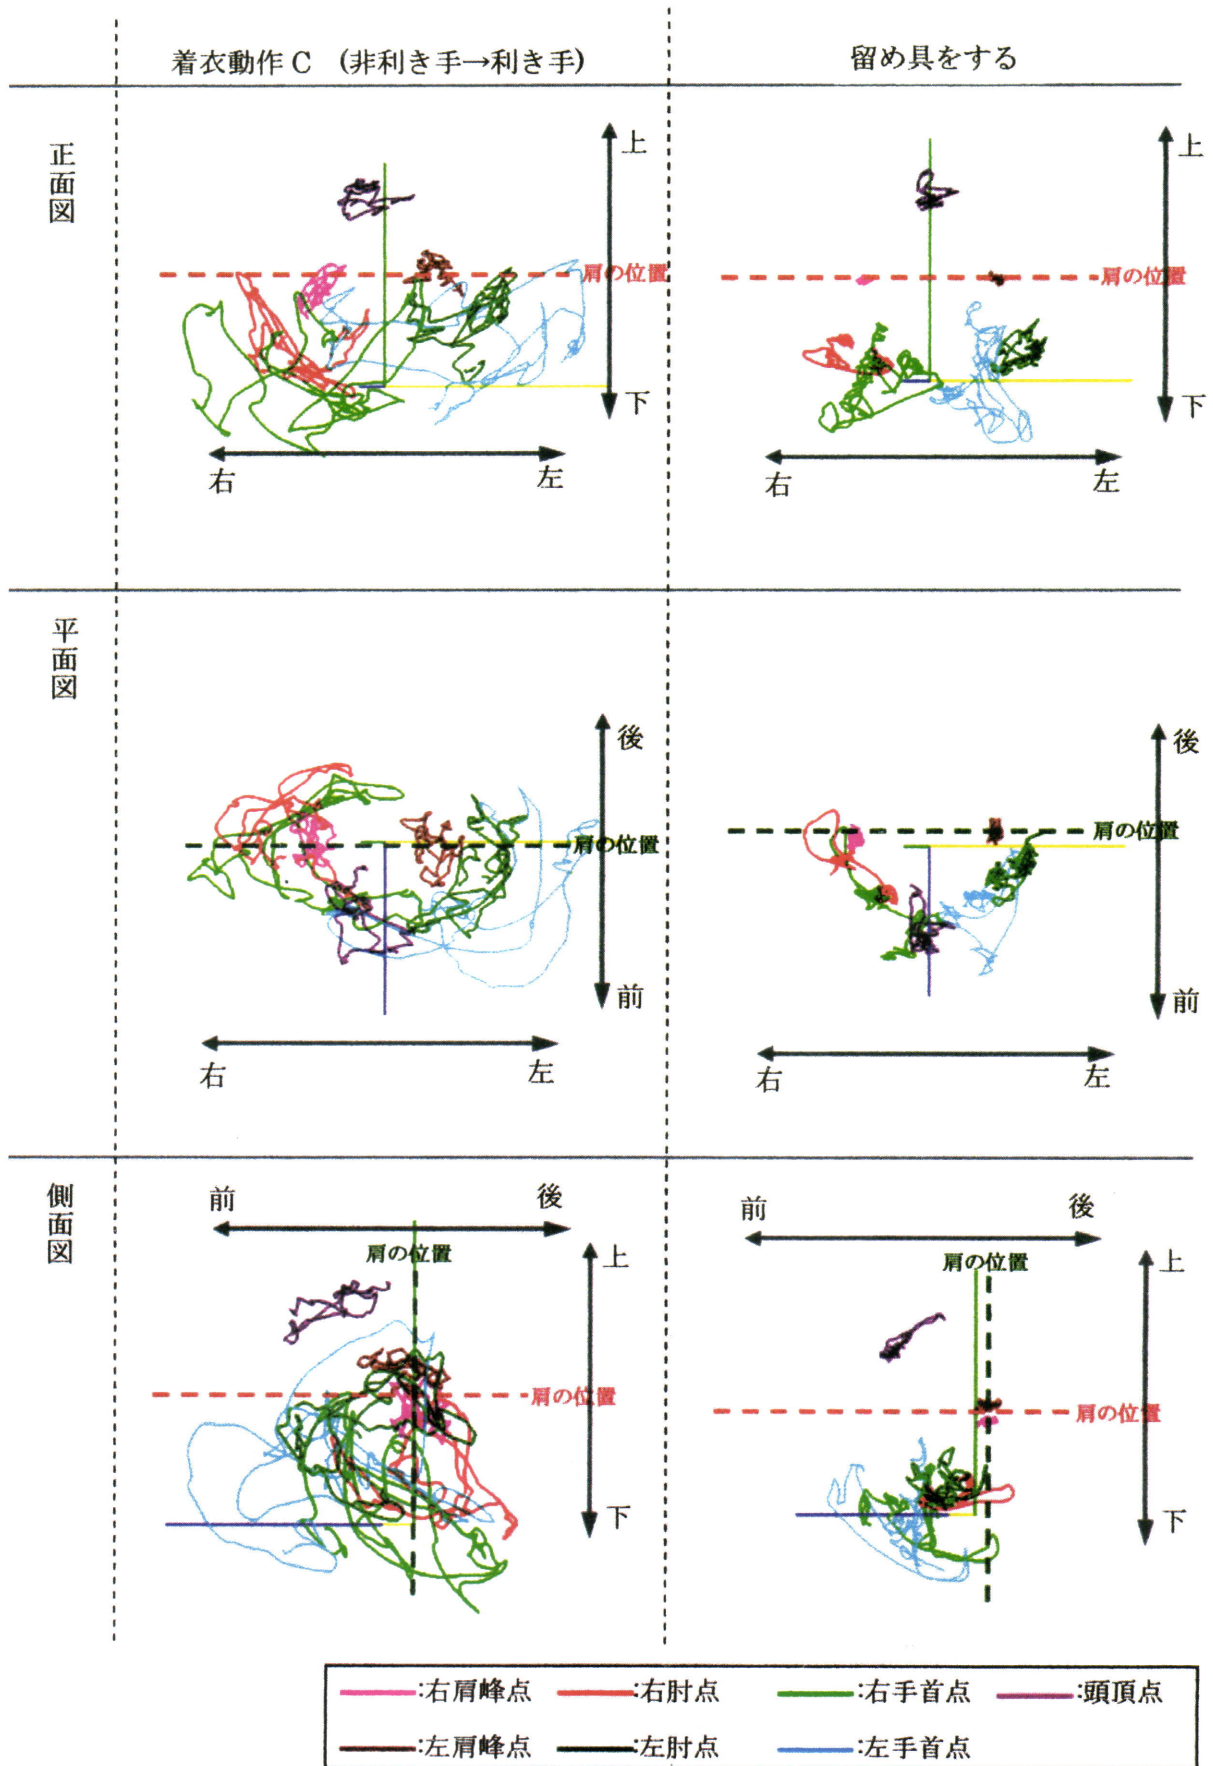 着衣動作 C (非利き手→利き手)
留め具をする
正面図
上
肩の位置
下
右
左
上
肩の位置
下
右
左
平面図
後
肩の位置
前
右
左
後
肩の位置
前
右
左
側面図
前
後
肩の位置
上
肩の位置
下
前
後
肩の位置
上
肩の位置
下
:右肩峰点 :右肘点 :右手首点 :頭頂点
:左肩峰点 :左肘点 :左手首点